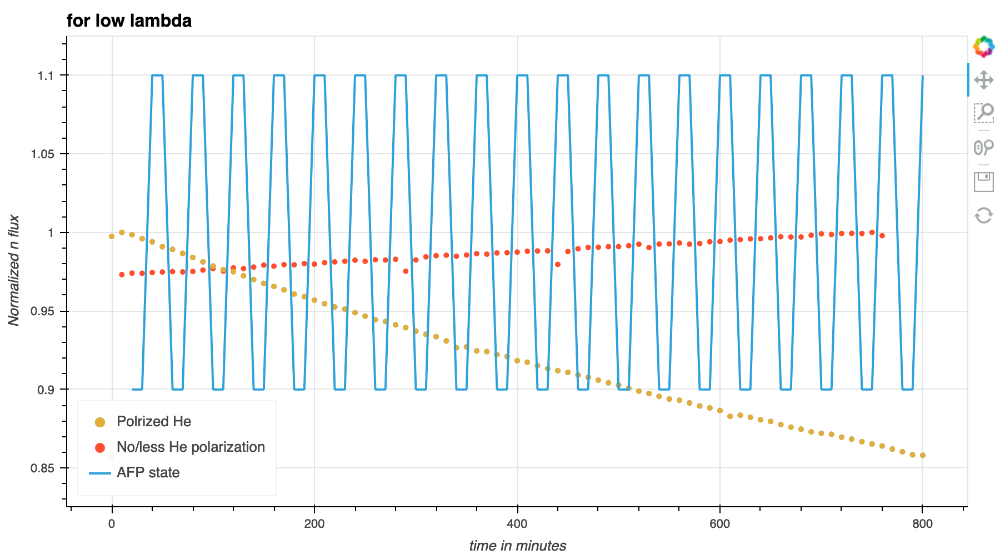 for low lambda
1.1
1.05
1
0.95
0.9
0.85
Normalized n flux
Polrized He
No/less He polarization
AFP state
0 200 400 600 800
time in minutes